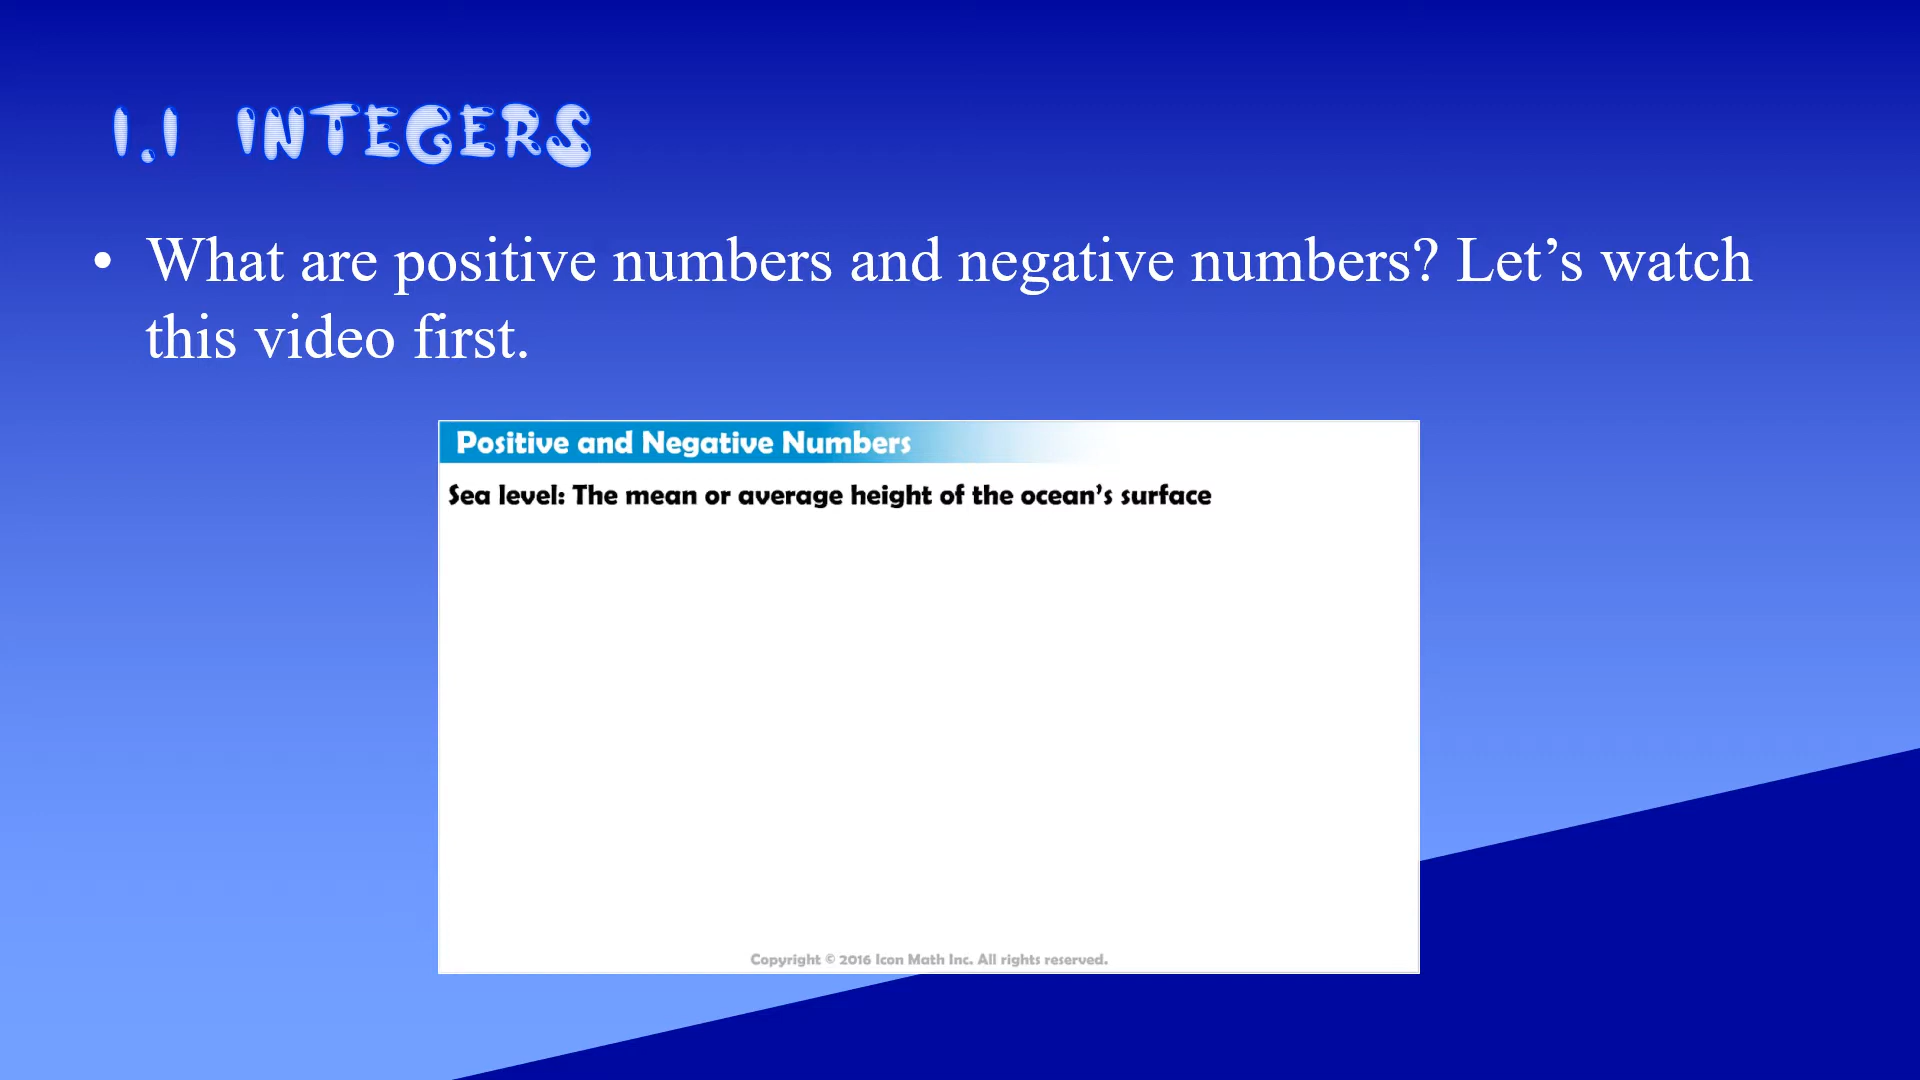 1.1 INTEGERS
• What are positive numbers and negative numbers? Let’s watch
this video first.
Positive and Negative Numbers
Sea level: The mean or average height of the ocean’s surface
Copyright © 2016 Icon Math Inc. All rights reserved.